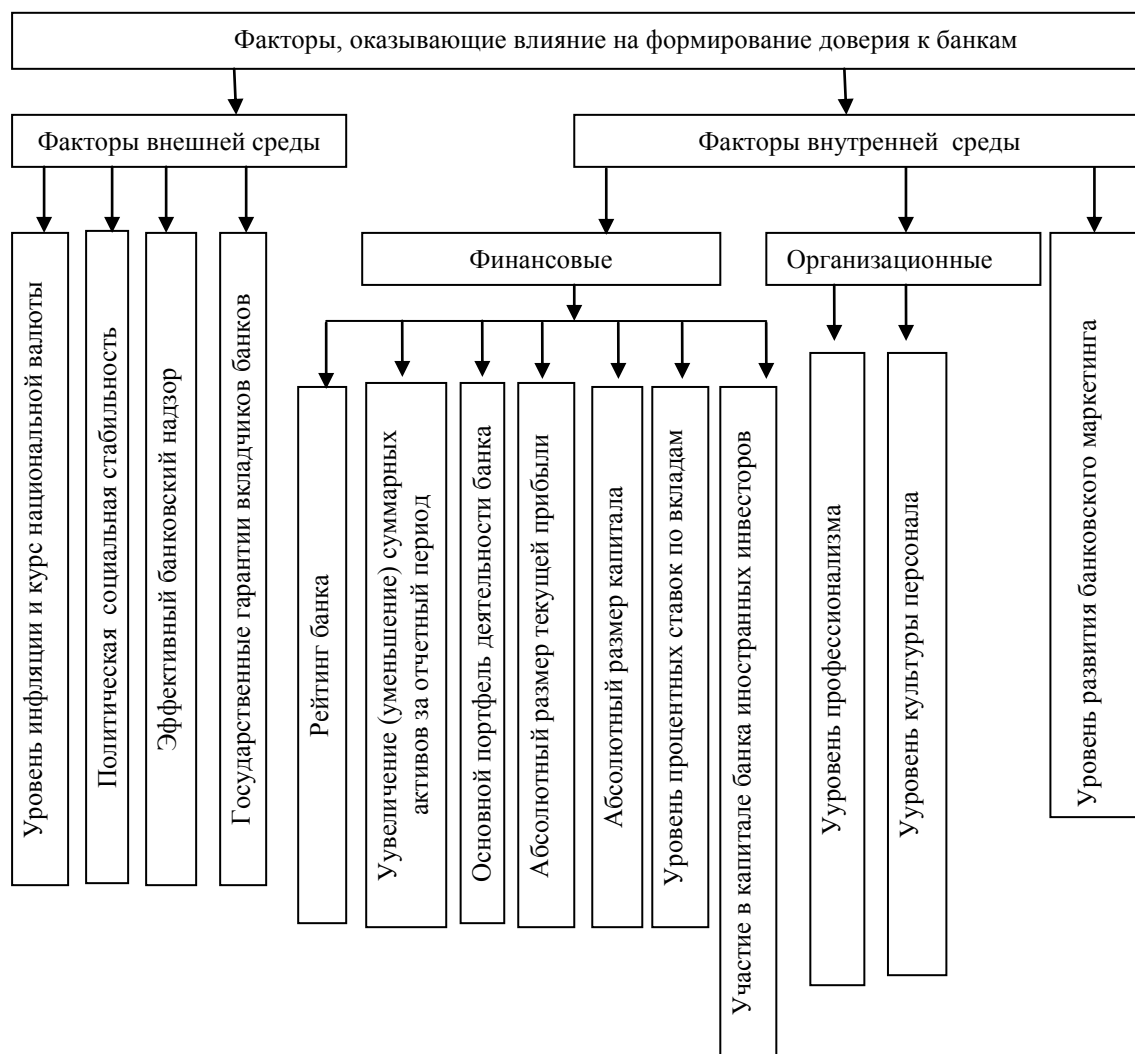 Факторы, оказывающие влияние на формирование доверия к банкам
Факторы внешней среды
Факторы внутренней среды
Финансовые
Организационные
Уровень инфляции и курс национальной валюты
Политическая социальная стабильность
Эффективный банковский надзор
Государственные гарантии вкладчиков банков
Рейтинг банка
Уувеличение (уменьшение) суммарных
активов за отчетный период
Основной портфель деятельности банка
Абсолютный размер текущей прибыли
Абсолютный размер капитала
Уровень процентных ставок по вкладам
Участие в капитале банка иностранных инвесторов
Ууровень профессионализма
Ууровень культуры персонала
Уровень развития банковского маркетинга